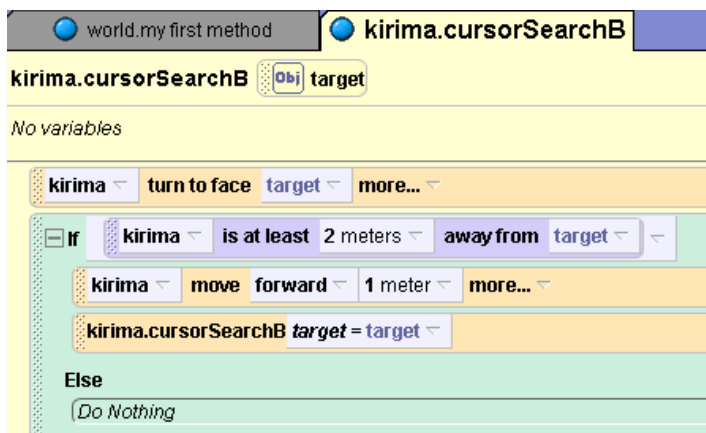 world.my first method kirima.cursorSearchB
kirima.cursorSearchB Obj target
No variables
kirima turn to face target more...
If kirima is at least 2 meters away from target
kirima move forward 1 meter more...
kirima.cursorSearchB target = target
Else
Do Nothing